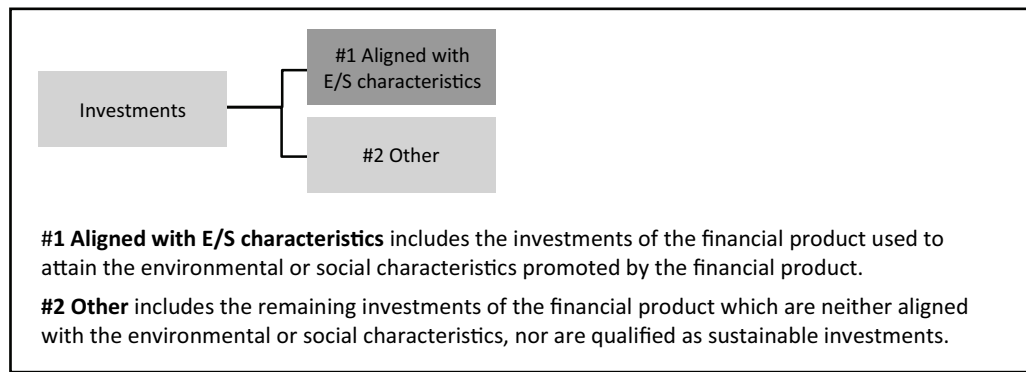 #1 Aligned with
E/S characteristics
Investments
#2 Other
#1 Aligned with E/S characteristics includes the investments of the financial product used to
attain the environmental or social characteristics promoted by the financial product.
#2 Other includes the remaining investments of the financial product which are neither aligned
with the environmental or social characteristics, nor are qualified as sustainable investments.